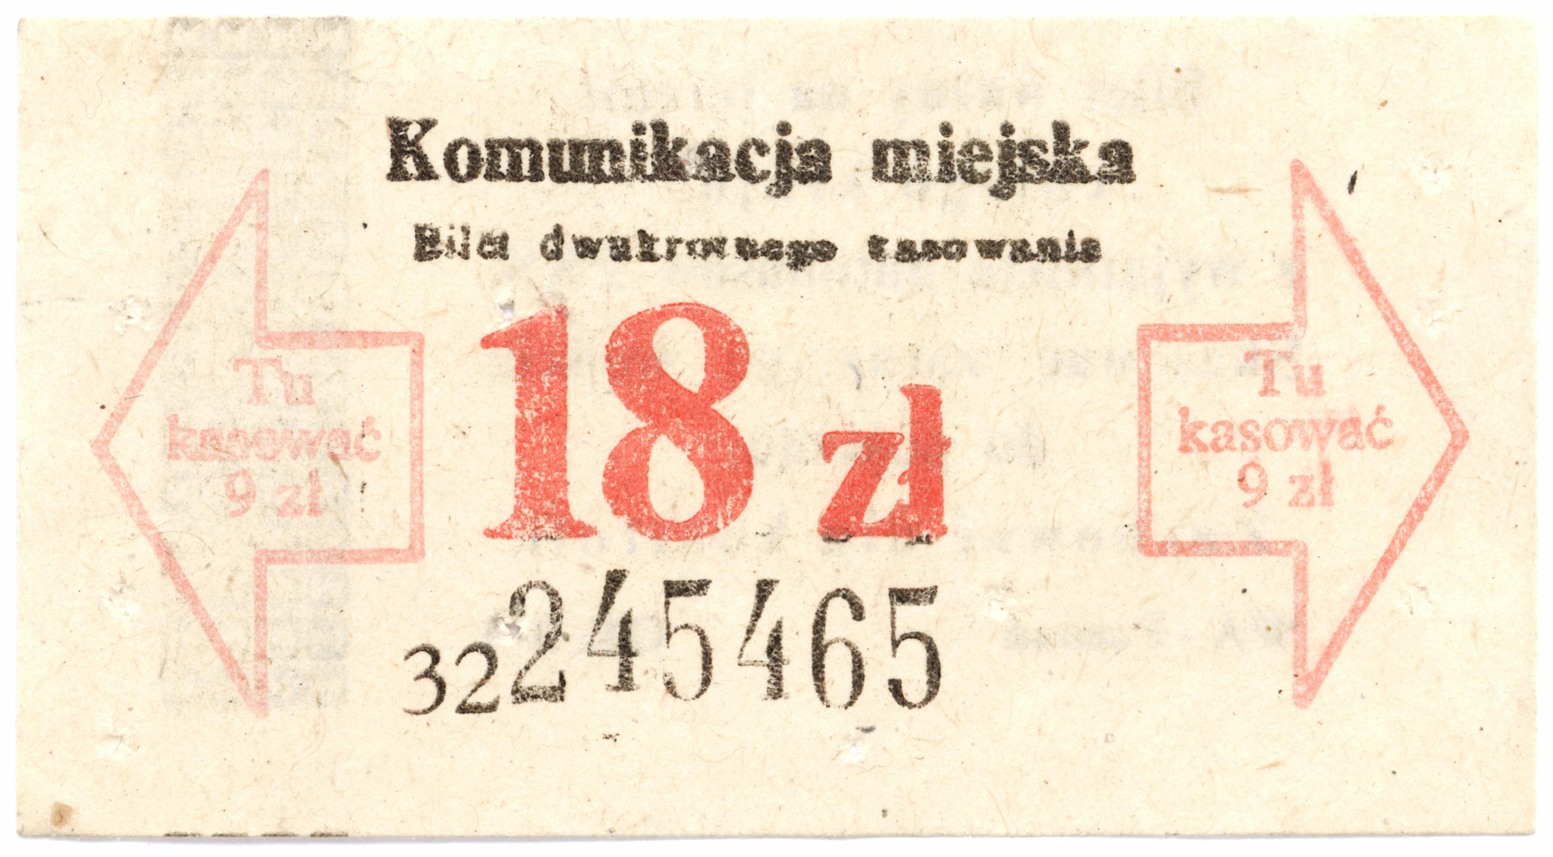 Komunikacja miejska
Bilet dwukrotnego kasowania
18 zł
Tu
kasować
9 zł
Tu
kasować
9 zł
32245465